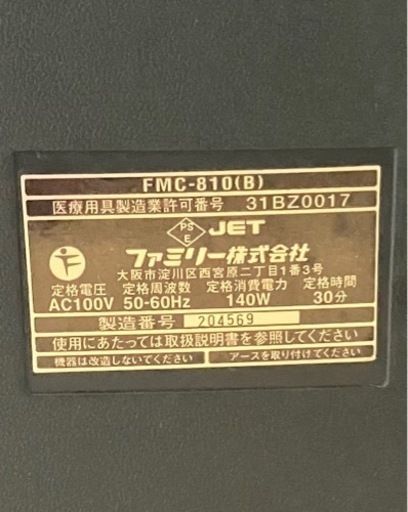 FMC-810(B)
医療用具製造業許可番号 31BZ0017
PS E JET
ファミリー株式会社
大阪市淀川区西宮原二丁目1番3号
定格電圧 定格周波数 定格消費電力 定格時間
AC100V 50-60Hz 140W 30分
製造番号 204569
使用にあたっては取扱説明書を参照してください
機器は改造しないでください アースを取り付けてください